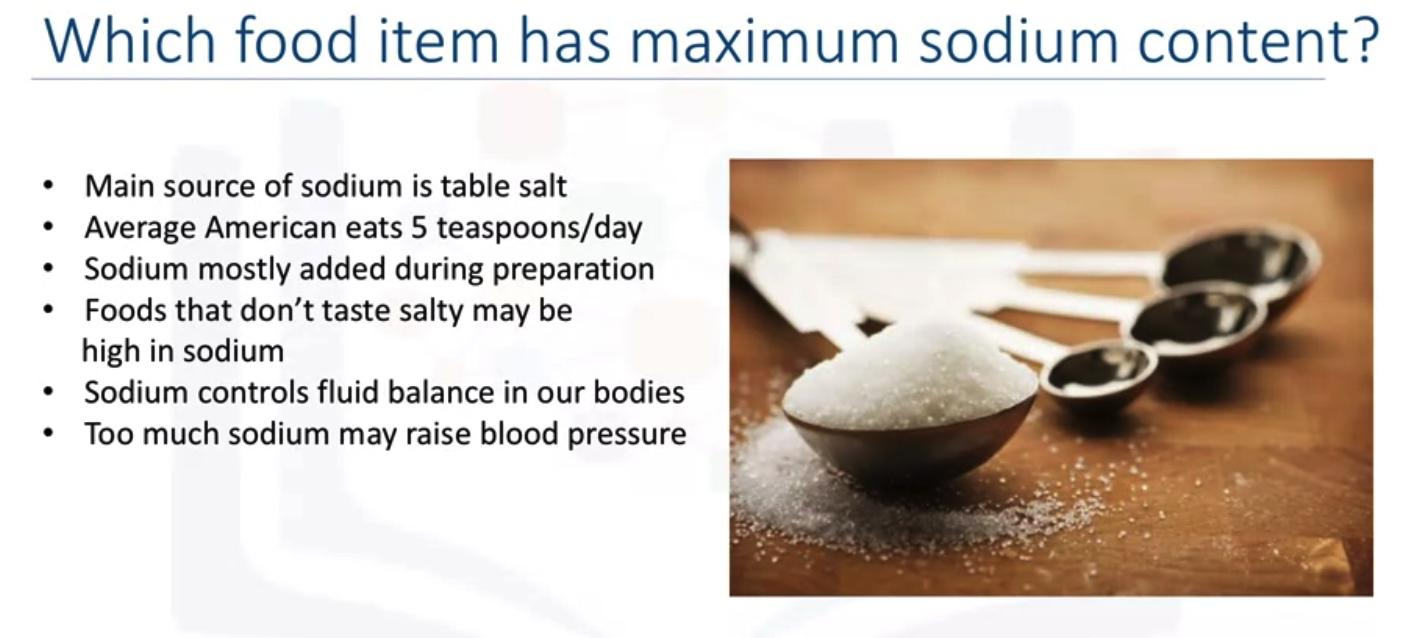 Which food item has maximum sodium content?
• Main source of sodium is table salt
• Average American eats 5 teaspoons/day
• Sodium mostly added during preparation
• Foods that don’t taste salty may be
high in sodium
• Sodium controls fluid balance in our bodies
• Too much sodium may raise blood pressure